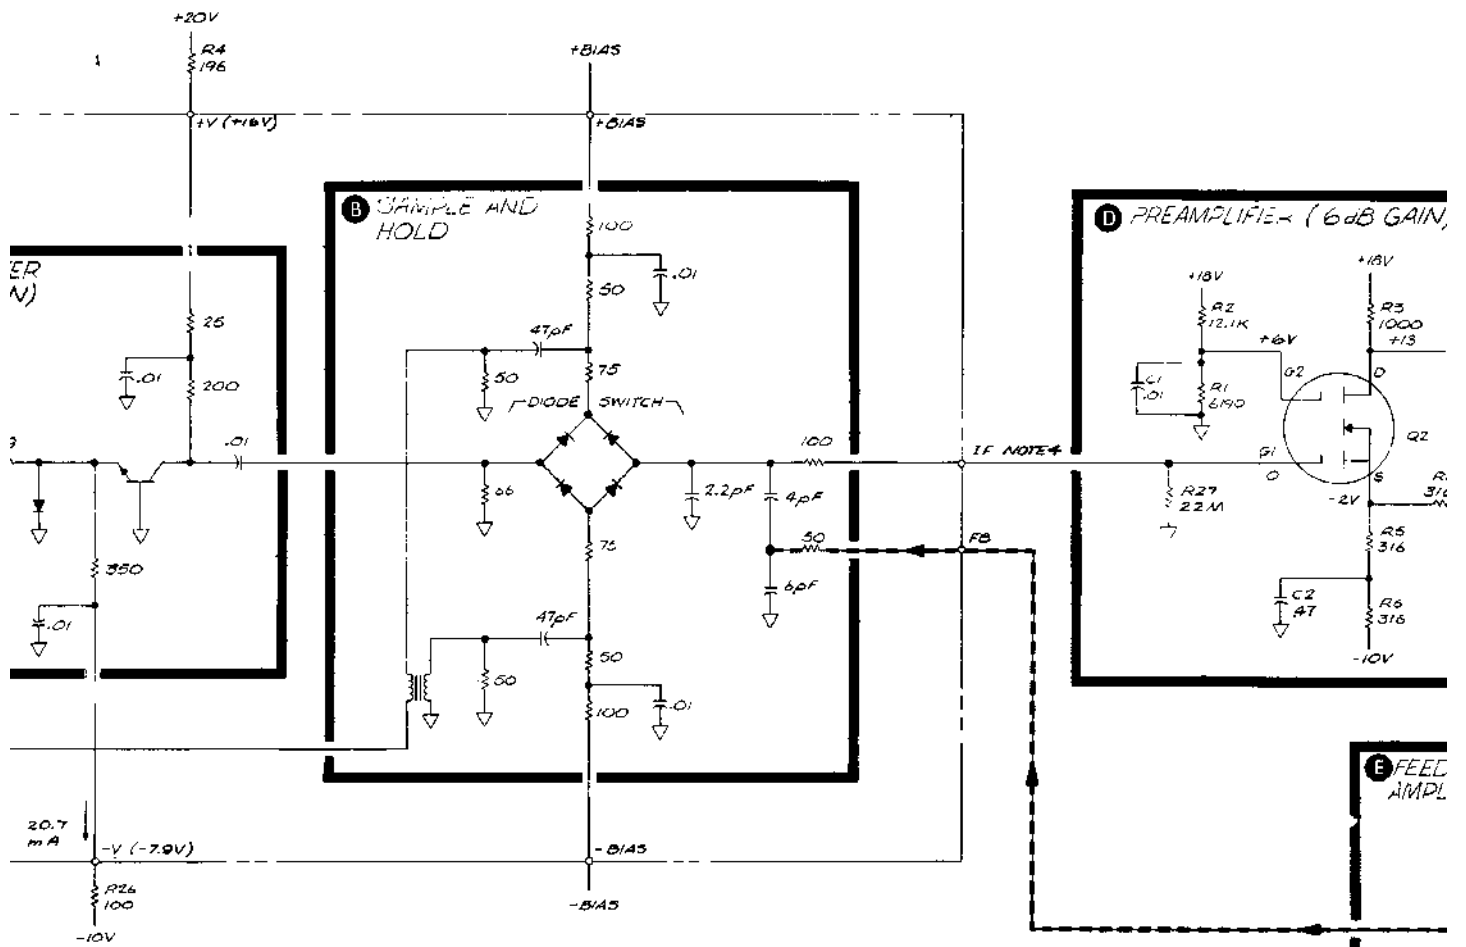 +20V
R4
196
+V (+16V)
+BIAS
+BIAS
B SAMPLE AND
HOLD
100
.01
50
47pF
50
75
DIODE SWITCH
ER
N)
25
.01
200
.01
350
.01
66
2.2pF
4pF
100
50
6pF
75
47pF
50
50
.01
100
IF NOTE 4
FB
D PREAMPLIFIER (6dB GAIN)
+18V
R2
12.1K
+6V
C1
.01
R1
6190
+18V
R3
1000
+13
G2
D
Q2
G1
O
S
-2V
R27
22M
R5
316
C2
.47
R6
316
-10V
20.7
mA
-V (-7.9V)
R26
100
-10V
-BIAS
-BIAS
E FEED
AMPL